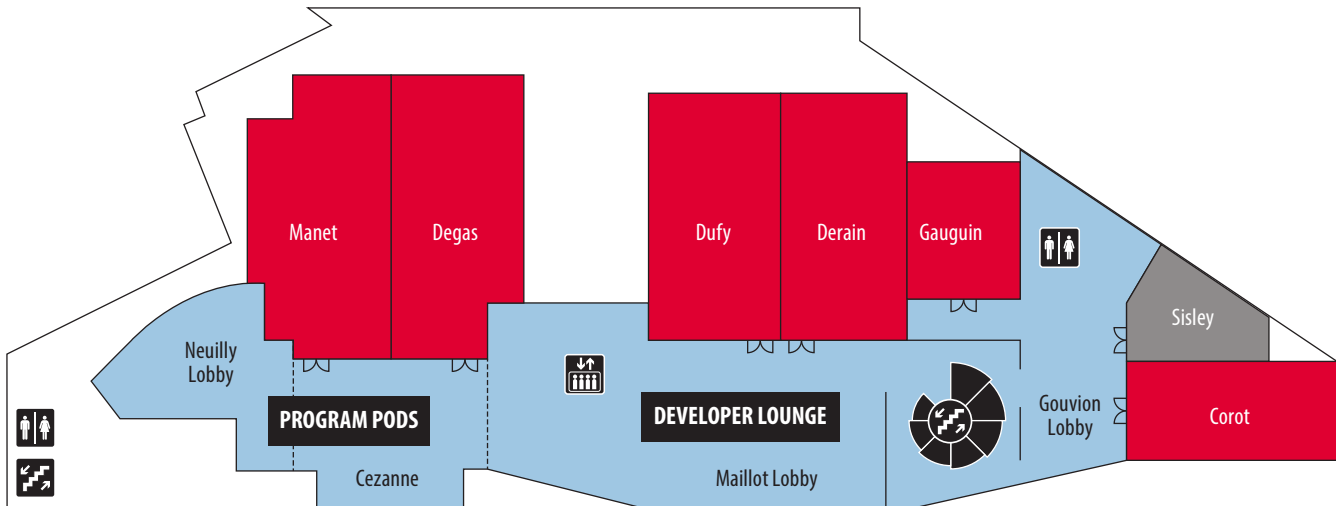 Manet
Degas
Dufy
Derain
Gauguin
Sisley
Neuilly
Lobby
PROGRAM PODS
DEVELOPER LOUNGE
Gouvion
Lobby
Corot
Cezanne
Maillot Lobby